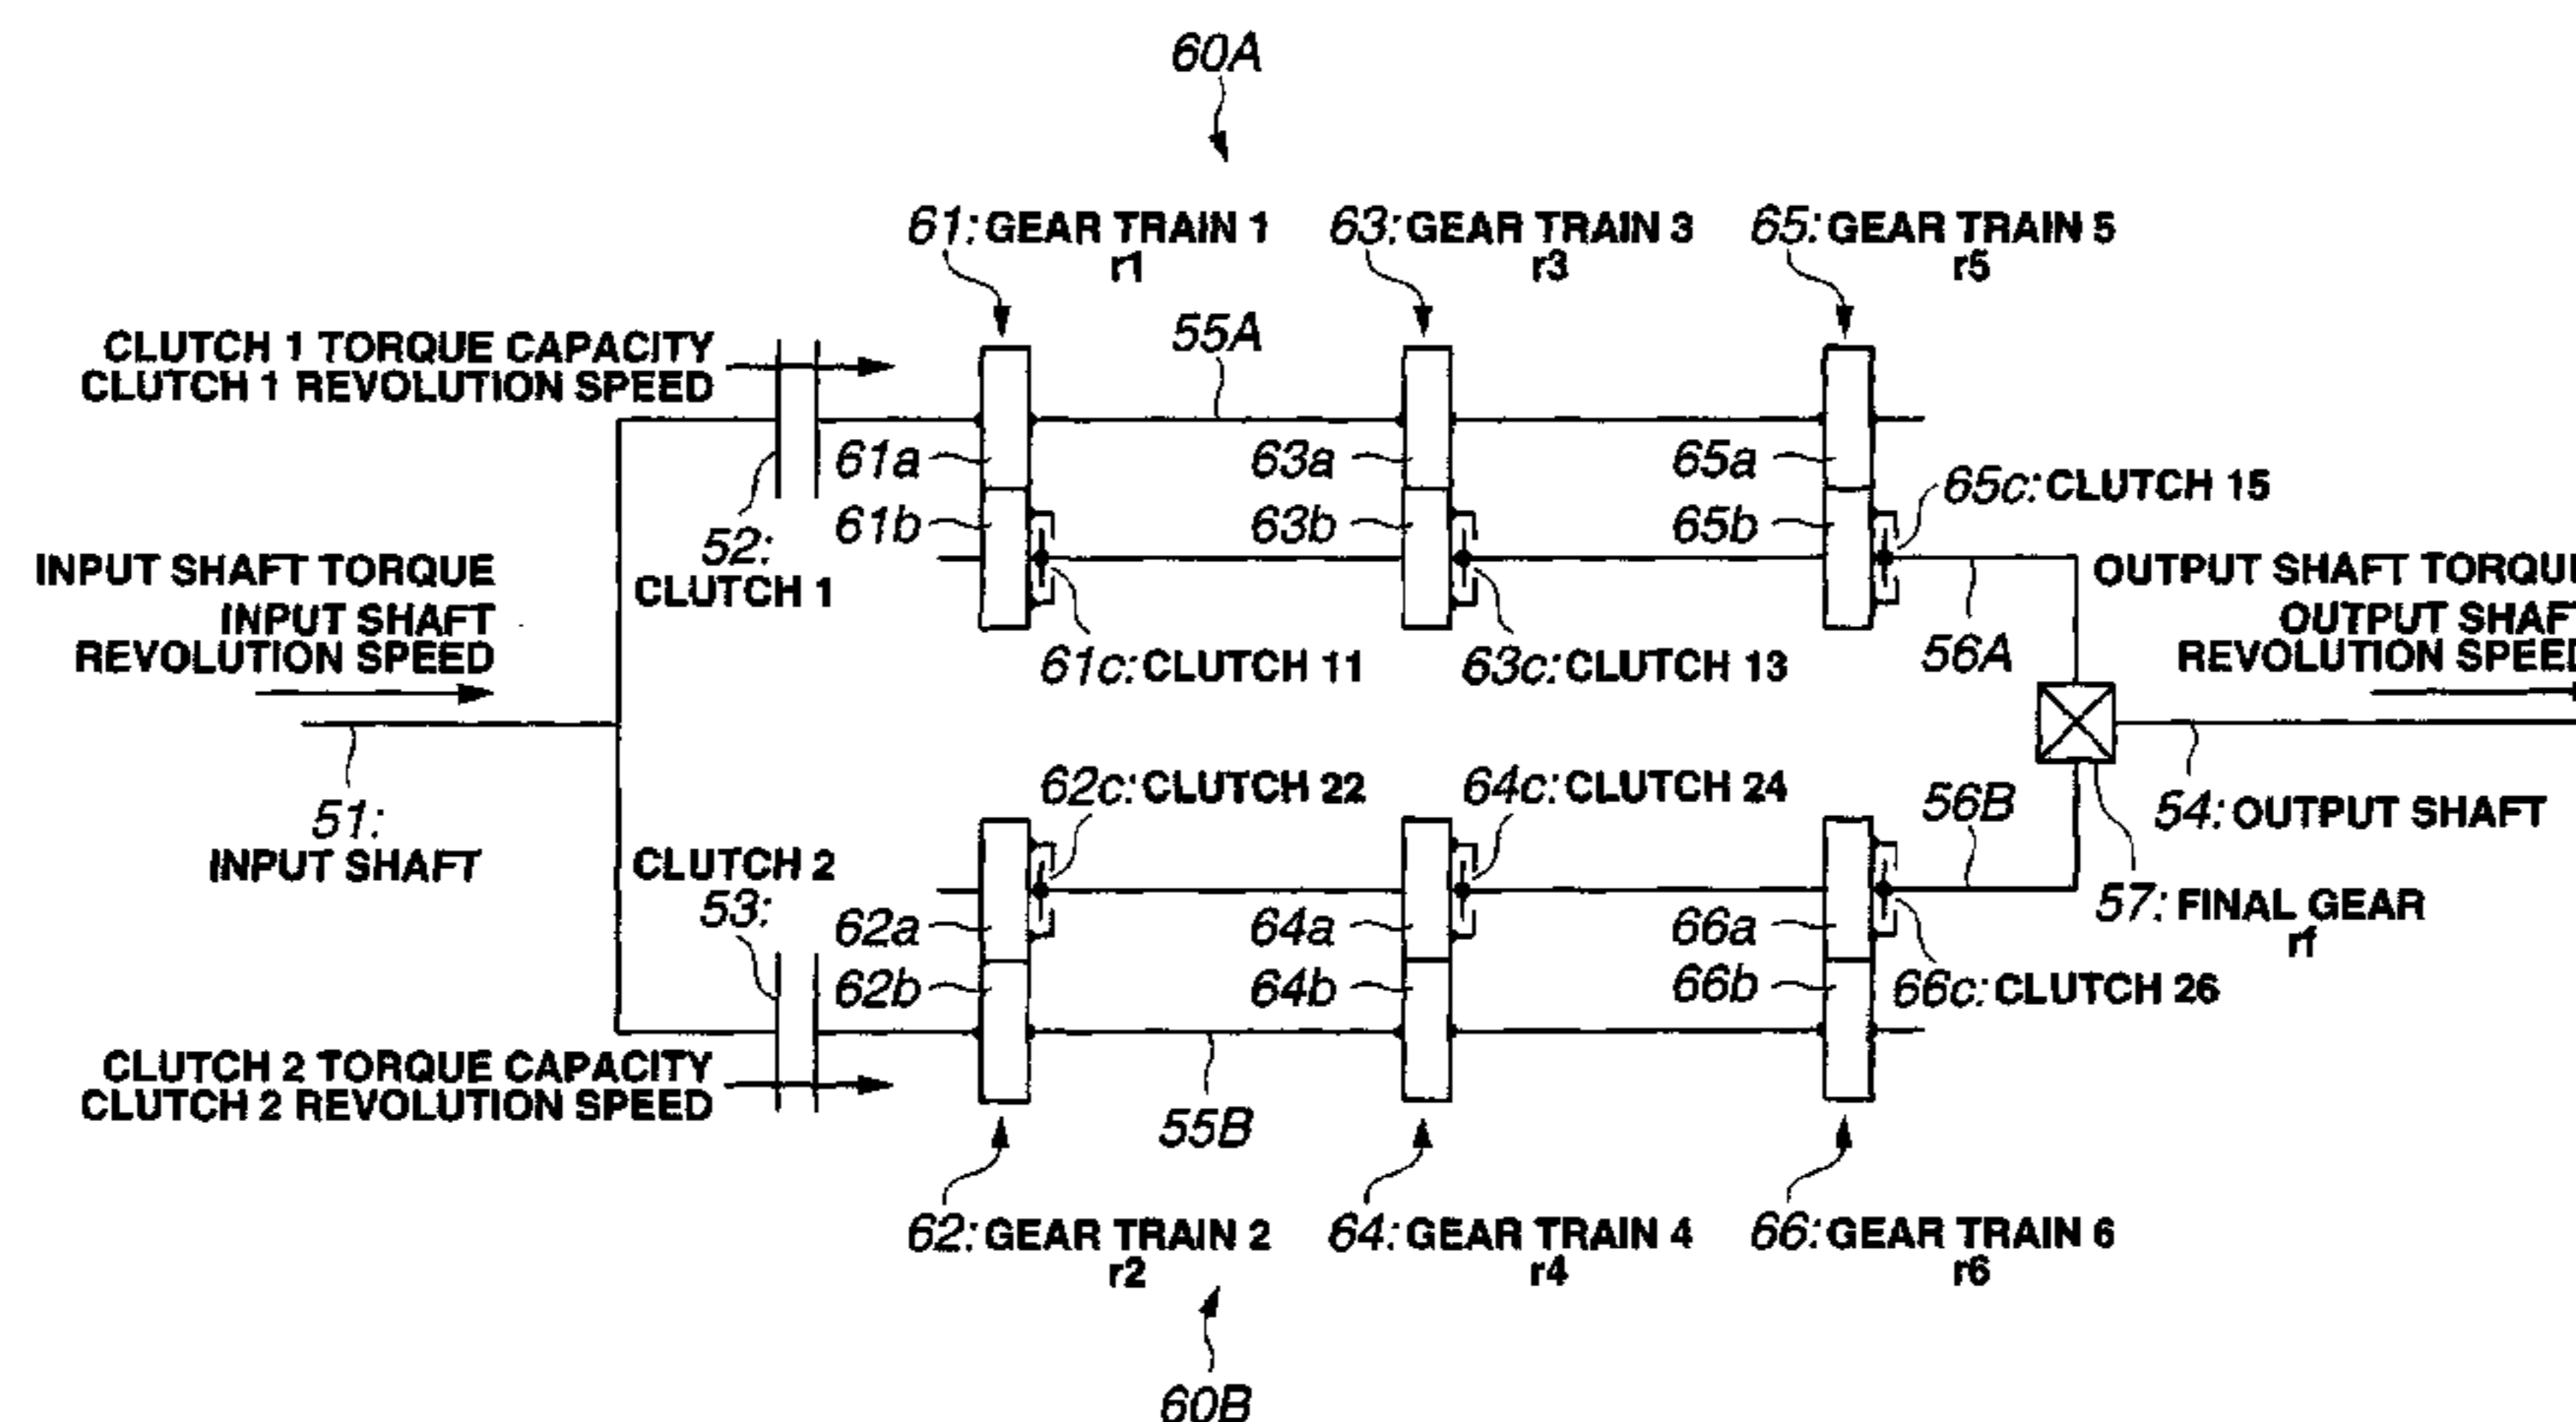 60A
61: GEAR TRAIN 1
r1
63: GEAR TRAIN 3
r3
65: GEAR TRAIN 5
r5
CLUTCH 1 TORQUE CAPACITY
CLUTCH 1 REVOLUTION SPEED
55A
61a
63a
65a
61b
63b
65b
65c: CLUTCH 15
52:
CLUTCH 1
INPUT SHAFT TORQUE
INPUT SHAFT
REVOLUTION SPEED
OUTPUT SHAFT TORQUE
OUTPUT SHAFT
REVOLUTION SPEED
61c: CLUTCH 11
63c: CLUTCH 13
56A
62c: CLUTCH 22
64c: CLUTCH 24
56B
51:
INPUT SHAFT
54: OUTPUT SHAFT
CLUTCH 2
53:
62a
64a
66a
57: FINAL GEAR
rf
62b
64b
66b
66c: CLUTCH 26
CLUTCH 2 TORQUE CAPACITY
CLUTCH 2 REVOLUTION SPEED
55B
62: GEAR TRAIN 2
r2
64: GEAR TRAIN 4
r4
66: GEAR TRAIN 6
r6
60B